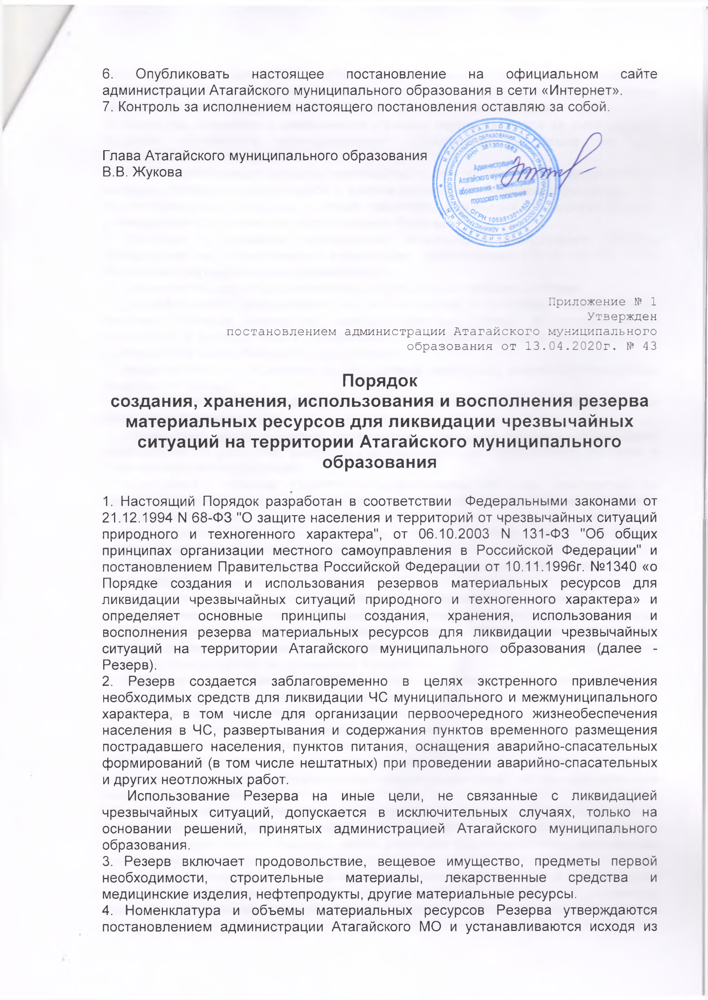 6. Опубликовать настоящее постановление на официальном сайте
администрации Атагайского муниципального образования в сети «Интернет».
7. Контроль за исполнением настоящего постановления оставляю за собой.
Глава Атагайского муниципального образования
В.В. Жукова
ИРКУТСКАЯ ОБЛАСТЬ
НИЖНЕУДИНСКИЙ РАЙОН
ИНН 3813001863
Администрация
Атагайского муниципального
образования - администрация
городского поселения
ОГРН 1053813014820
Приложение № 1
Утвержден
постановлением администрации Атагайского муниципального
образования от 13.04.2020г. № 43
Порядок
создания, хранения, использования и восполнения резерва
материальных ресурсов для ликвидации чрезвычайных
ситуаций на территории Атагайского муниципального
образования
1. Настоящий Порядок разработан в соответствии Федеральными законами от
21.12.1994 N 68-ФЗ "О защите населения и территорий от чрезвычайных ситуаций
природного и техногенного характера", от 06.10.2003 N 131-ФЗ "Об общих
принципах организации местного самоуправления в Российской Федерации" и
постановлением Правительства Российской Федерации от 10.11.1996г. №1340 «о
Порядке создания и использования резервов материальных ресурсов для
ликвидации чрезвычайных ситуаций природного и техногенного характера» и
определяет основные принципы создания, хранения, использования и
восполнения резерва материальных ресурсов для ликвидации чрезвычайных
ситуаций на территории Атагайского муниципального образования (далее -
Резерв).
2. Резерв создается заблаговременно в целях экстренного привлечения
необходимых средств для ликвидации ЧС муниципального и межмуниципального
характера, в том числе для организации первоочередного жизнеобеспечения
населения в ЧС, развертывания и содержания пунктов временного размещения
пострадавшего населения, пунктов питания, оснащения аварийно-спасательных
формирований (в том числе нештатных) при проведении аварийно-спасательных
и других неотложных работ.
Использование Резерва на иные цели, не связанные с ликвидацией
чрезвычайных ситуаций, допускается в исключительных случаях, только на
основании решений, принятых администрацией Атагайского муниципального
образования.
3. Резерв включает продовольствие, вещевое имущество, предметы первой
необходимости, строительные материалы, лекарственные средства и
медицинские изделия, нефтепродукты, другие материальные ресурсы.
4. Номенклатура и объемы материальных ресурсов Резерва утверждаются
постановлением администрации Атагайского МО и устанавливаются исходя из